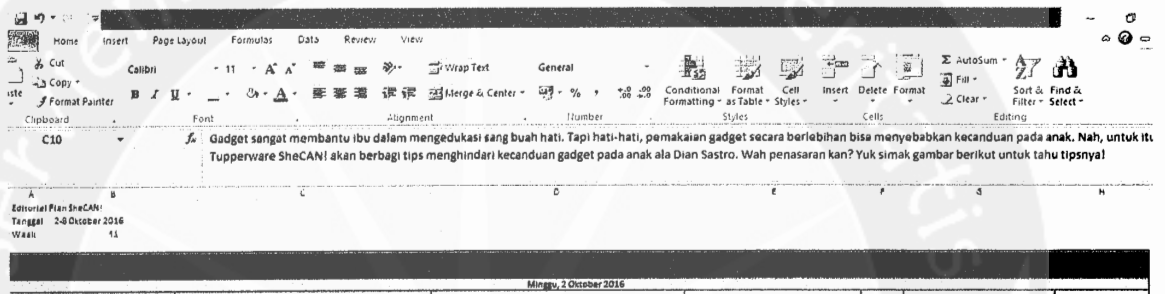 Home Insert Page Layout Formulas Data Review View
Cut
Copy
Format Painter
Clipboard
Calibri 11 A A
B I U A
Font
Wrap Text
Merge & Center
Alignment
General
% ,
Number
Conditional Formatting
Format as Table
Cell Styles
Styles
Insert Delete Format
Cells
Σ AutoSum
Fill
Clear
Sort & Filter
Find & Select
Editing
C10 fx Gadget sangat membantu ibu dalam mengedukasi sang buah hati. Tapi hati-hati, pemakaian gadget secara berlebihan bisa menyebabkan kecanduan pada anak. Nah, untuk itu
Tupperware SheCAN! akan berbagi tips menghindari kecanduan gadget pada anak ala Dian Sastro. Wah penasaran kan? Yuk simak gambar berikut untuk tahu tipsnya!
A B C D E F G H
Editorial Plan SheCAN!
Tanggal 2-8 Oktober 2016
Minggu, 2 Oktober 2016